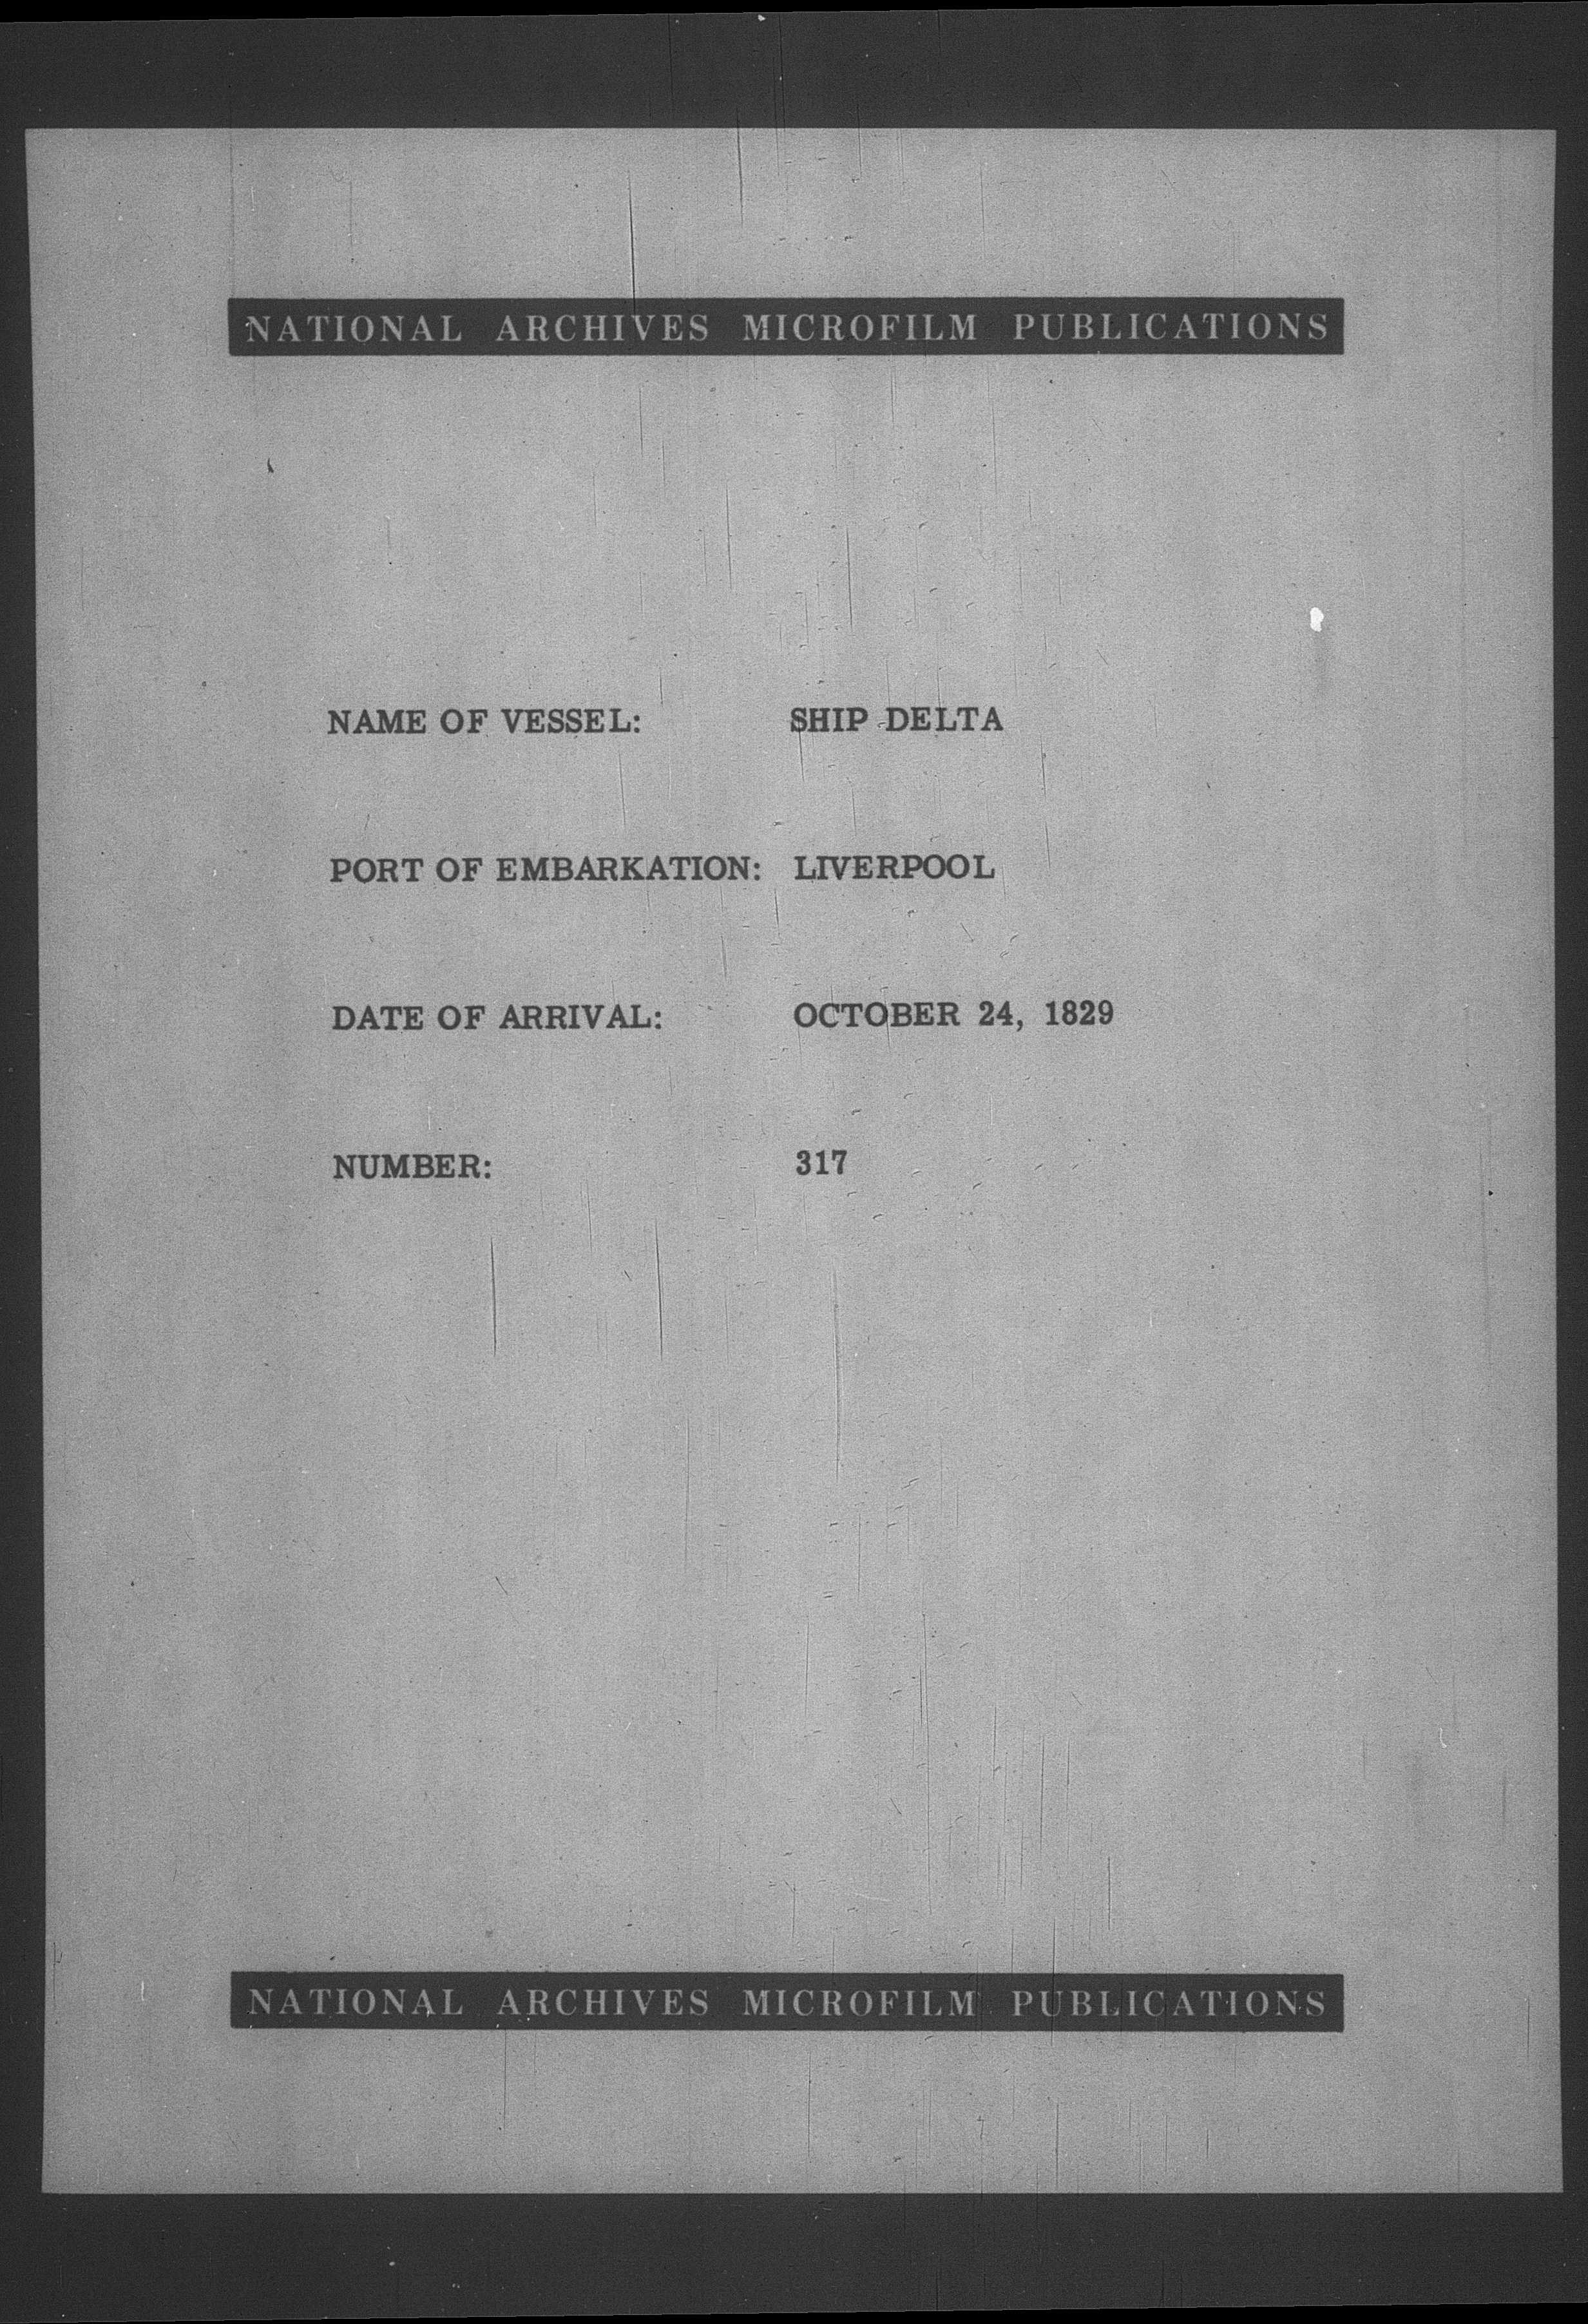 NATIONAL ARCHIVES MICROFILM PUBLICATIONS
NAME OF VESSEL: SHIP DELTA
PORT OF EMBARKATION: LIVERPOOL
DATE OF ARRIVAL: OCTOBER 24, 1829
NUMBER: 317
NATIONAL ARCHIVES MICROFILM PUBLICATIONS